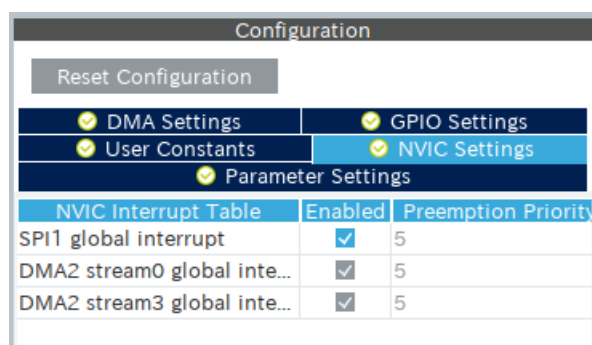 Configuration
Reset Configuration
DMA Settings GPIO Settings
User Constants NVIC Settings
Parameter Settings
NVIC Interrupt Table Enabled Preemption Priority
SPI1 global interrupt 5
DMA2 stream0 global inte... 5
DMA2 stream3 global inte... 5